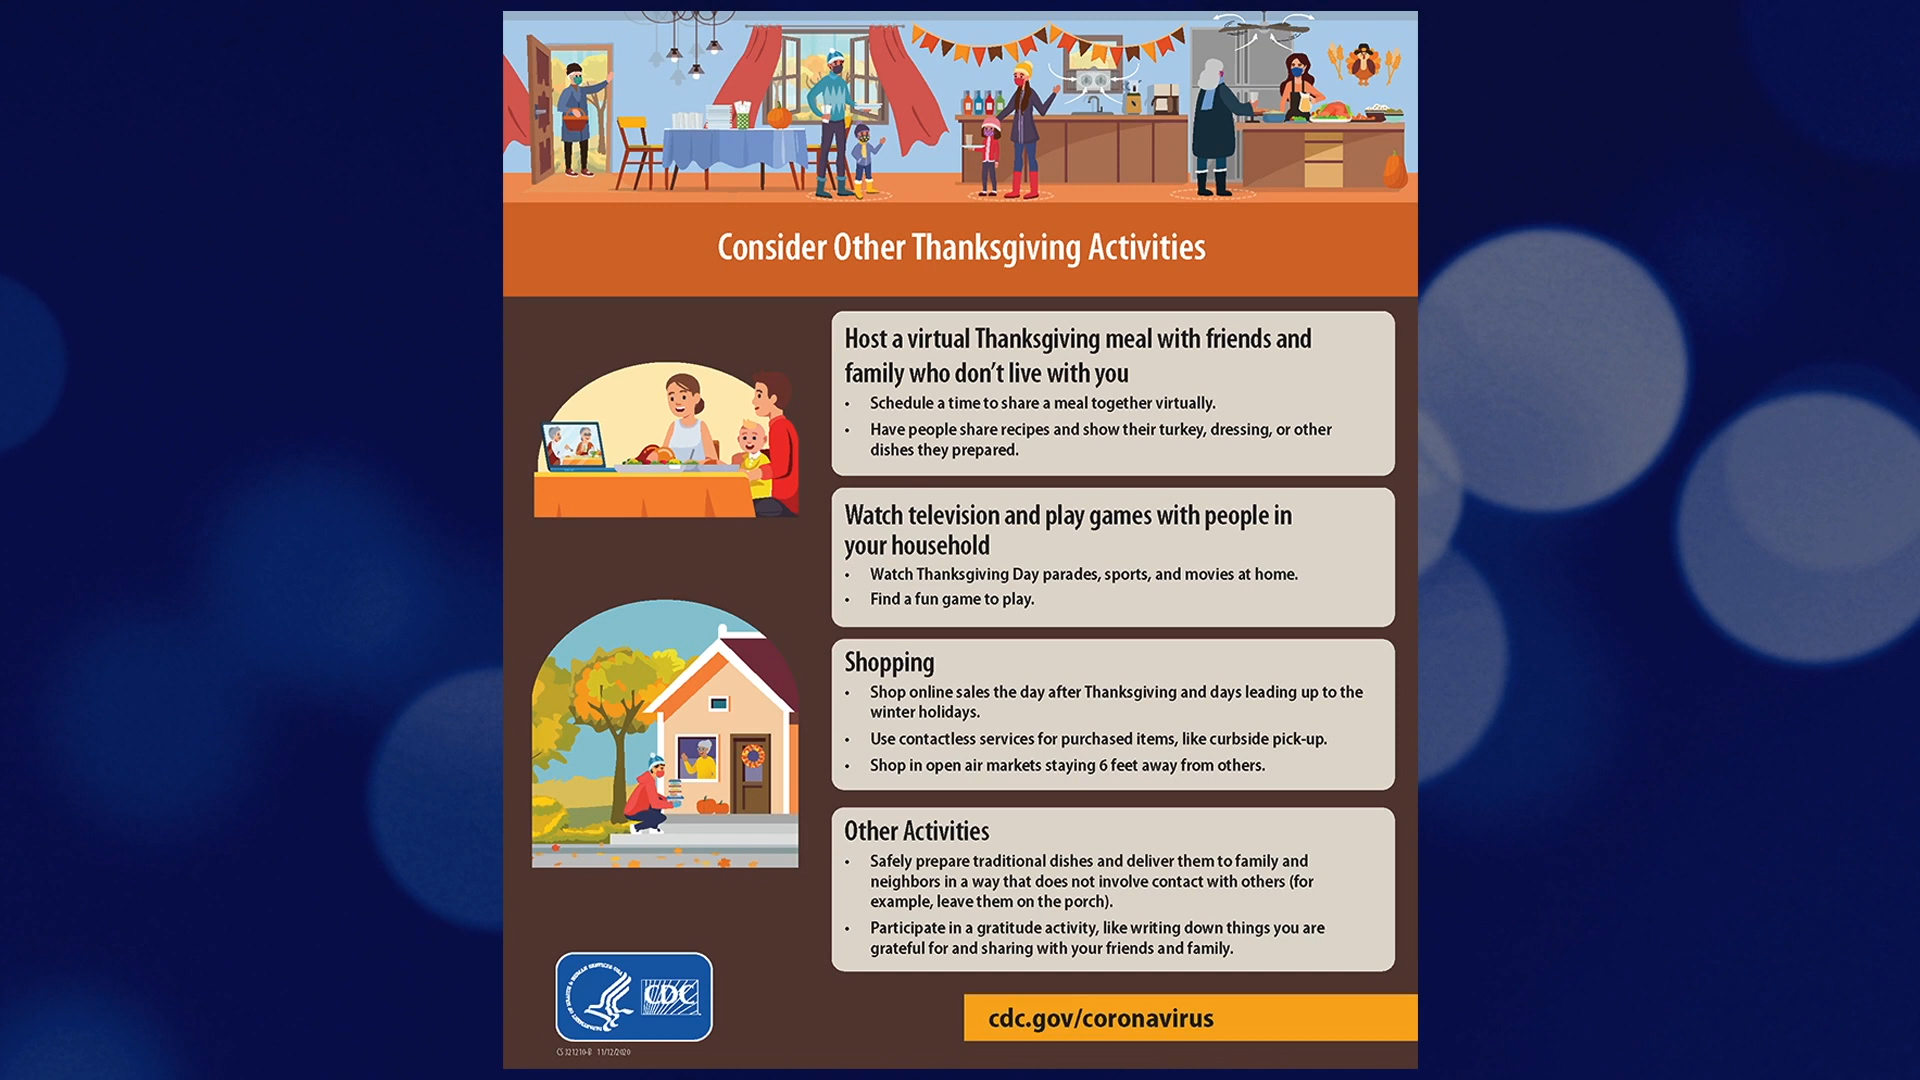 Consider Other Thanksgiving Activities
Host a virtual Thanksgiving meal with friends and
family who don't live with you
• Schedule a time to share a meal together virtually.
• Have people share recipes and show their turkey, dressing, or other
dishes they prepared.
Watch television and play games with people in
your household
• Watch Thanksgiving Day parades, sports, and movies at home.
• Find a fun game to play.
Shopping
• Shop online sales the day after Thanksgiving and days leading up to the
winter holidays.
• Use contactless services for purchased items, like curbside pick-up.
• Shop in open air markets staying 6 feet away from others.
Other Activities
• Safely prepare traditional dishes and deliver them to family and
neighbors in a way that does not involve contact with others (for
example, leave them on the porch).
• Participate in a gratitude activity, like writing down things you are
grateful for and sharing with your friends and family.
CDC
cdc.gov/coronavirus
CS 321210-B 11/12/2020